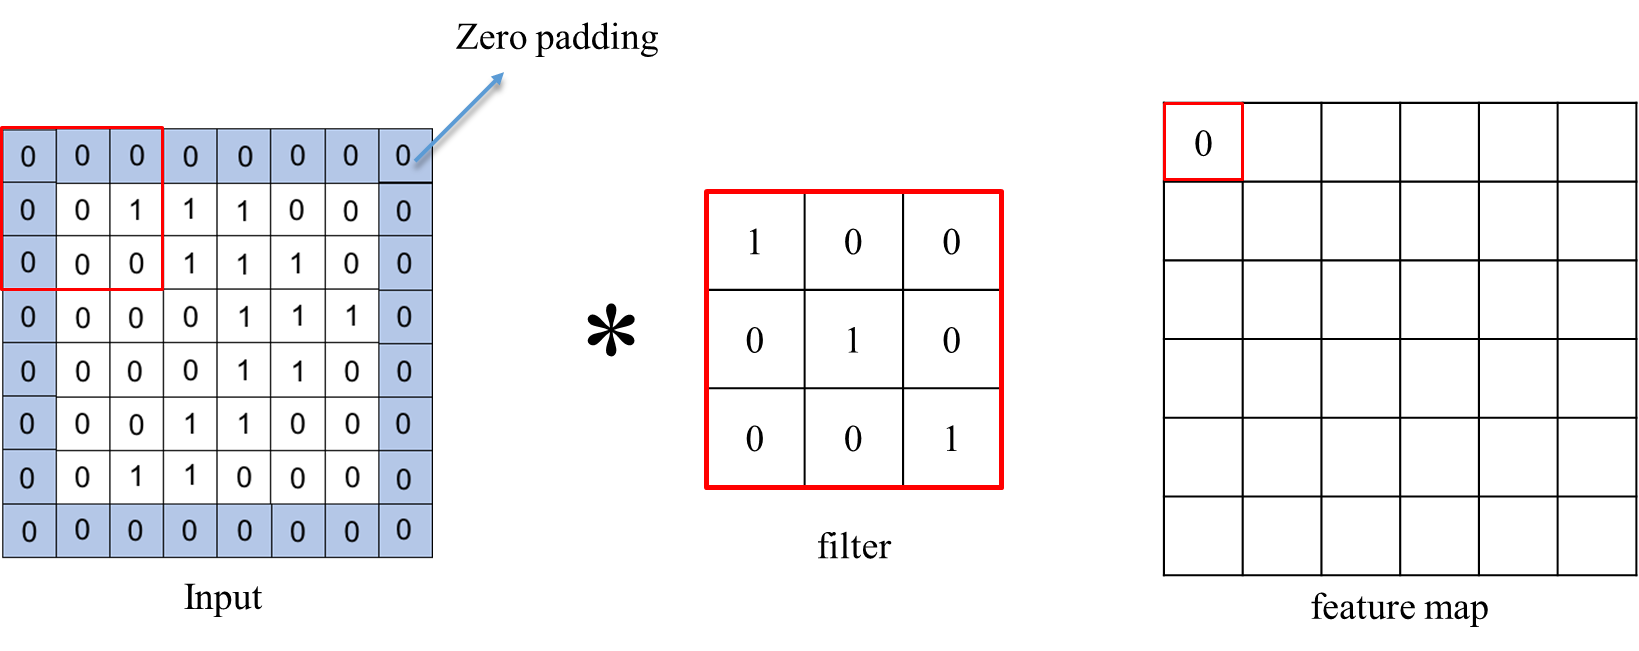 Zero padding
0 0 0 0 0 0 0 0
0 0 1 1 1 0 0 0
0 0 0 1 1 1 0 0
0 0 0 0 1 1 1 0
0 0 0 0 1 1 0 0
0 0 0 1 1 0 0 0
0 0 1 1 0 0 0 0
0 0 0 0 0 0 0 0
Input
*
1 0 0
0 1 0
0 0 1
filter
0
feature map